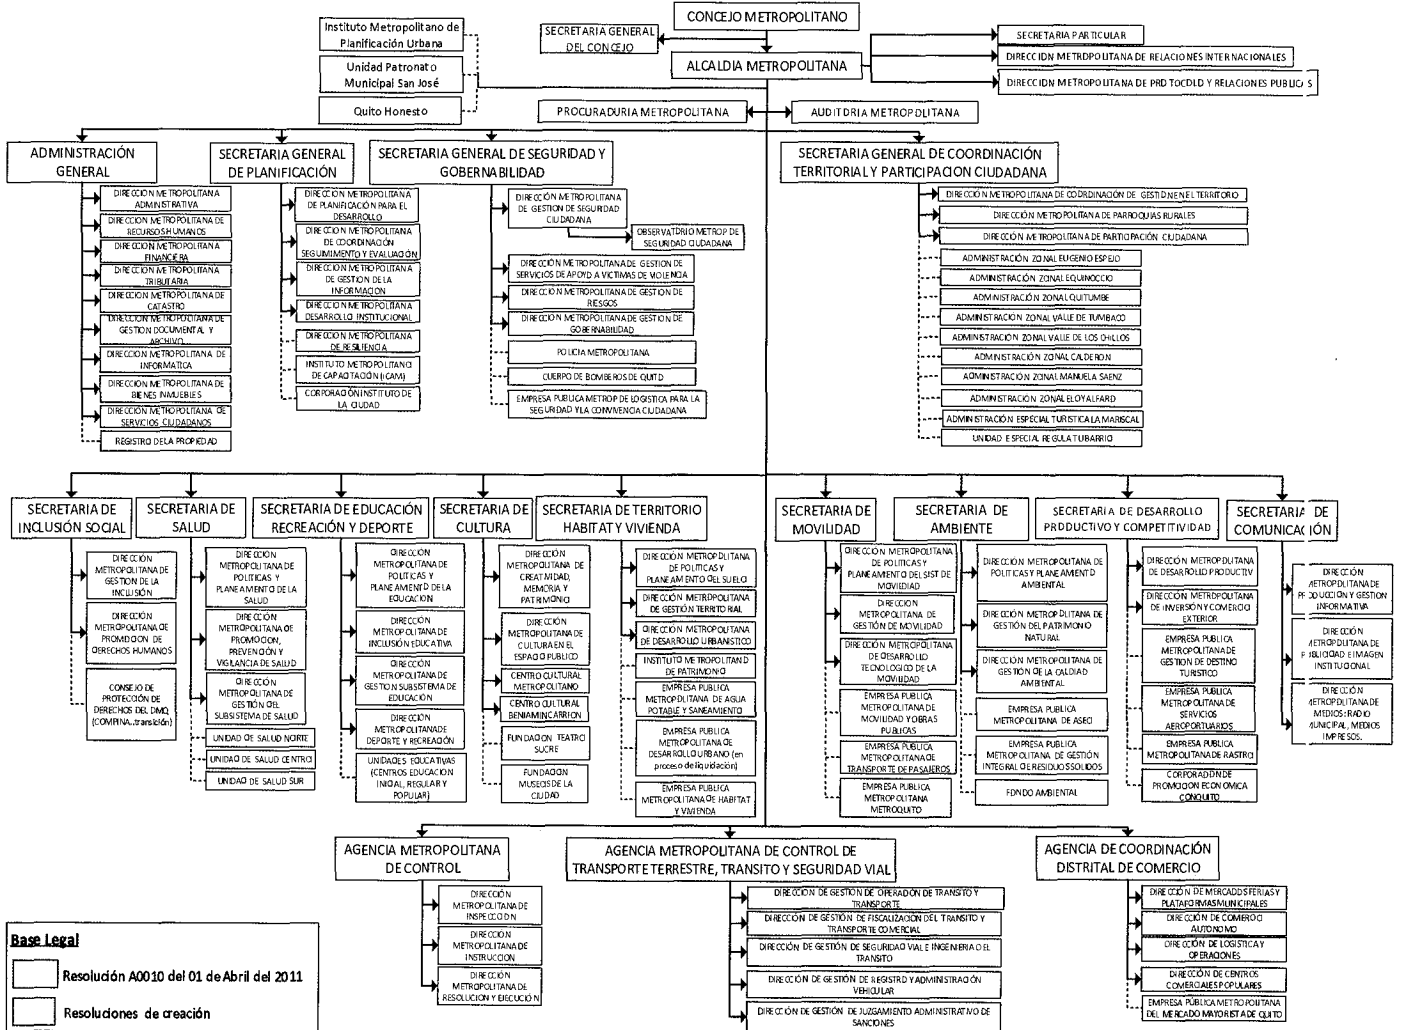 CONCEJO METROPOLITANO
SECRETARIA GENERAL
DEL CONCEJO
ALCALDIA METROPOLITANA
Instituto Metropolitano de
Planificación Urbana
Unidad Patronato
Municipal San José
Quito Honesto
SECRETARIA PARTICULAR
DIRECCION METROPOLITANA DE RELACIONES INTERNACIONALES
DIRECCION METROPOLITANA DE PROTOCOLO Y RELACIONES PUBLICAS
PROCURADURIA METROPOLITANA
AUDITORIA METROPOLITANA
ADMINISTRACIÓN
GENERAL
DIRECCION METROPOLITANA
ADMINISTRATIVA
DIRECCION METROPOLITANA DE
RECURSOS HUMANOS
DIRECCION METROPOLITANA
FINANCIERA
DIRECCION METROPOLITANA
TRIBUTARIA
DIRECCION METROPOLITANA DE
CATASTRO
DIRECCION METROPOLITANA DE
GESTION DOCUMENTAL Y
ARCHIVO
DIRECCION METROPOLITANA DE
INFORMATICA
DIRECCION METROPOLITANA DE
BIENES INMUEBLES
DIRECCION METROPOLITANA DE
SERVICIOS CIUDADANOS
REGISTRO DE LA PROPIEDAD
SECRETARIA GENERAL
DE PLANIFICACIÓN
DIRECCION METROPOLITANA
DE PLANIFICACIÓN PARA EL
DESARROLLO
DIRECCION METROPOLITANA
DE COORDINACIÓN
SEGUIMIMENTO Y EVALUACIÓN
DIRECCION METROPOLITANA
DE GESTION DE LA
INFORMACION
DIRECCION METROPOLITANA
DESARROLLO INSTITUCIONAL
DIRECCION METROPOLITANA
DE RESILIENCIA
INSTITUTO METROPOLITANO
DE CAPACITACIÓN (ICAM)
CORPORACIÓN INSTITUTO DE
LA CIUDAD
SECRETARIA GENERAL DE SEGURIDAD Y
GOBERNABILIDAD
DIRECCIÓN METROPOLITANA
DE GESTION DE SEGURIDAD
CIUDADANA
OBSERVATORIO METROP DE
SEGURIDAD CIUDADANA
DIRECCIÓN METROPOLITANA DE GESTION DE
SERVICIOS DE APOYO A VICTIMAS DE VIOLENCIA
DIRECCIÓN METROPOLITANA DE GESTION DE
RIESGOS
DIRECCIÓN METROPOLITANA DE GESTION DE
GOBERNABILIDAD
POLICIA METROPOLITANA
CUERPO DE BOMBEROS DE QUITO
EMPRESA PUBLICA METROP DE LOGISTICA PARA LA
SEGURIDAD Y LA CONVIVENCIA CIUDADANA
SECRETARIA GENERAL DE COORDINACIÓN
TERRITORIAL Y PARTICIPACION CIUDADANA
DIRECCIÓN METROPOLITANA DE COORDINACIÓN DE GESTIÓN EN EL TERRITORIO
DIRECCIÓN METROPOLITANA DE PARROQUIAS RURALES
DIRECCIÓN METROPOLITANA DE PARTICIPACIÓN CIUDADANA
ADMINISTRACIÓN ZONAL EUGENIO ESPEJO
ADMINISTRACIÓN ZONAL EQUINOCCIO
ADMINISTRACIÓN ZONAL QUITUMBE
ADMINISTRACIÓN ZONAL VALLE DE TUMBACO
ADMINISTRACIÓN ZONAL VALLE DE LOS CHILLOS
ADMINISTRACIÓN ZONAL CALDERON
ADMINISTRACIÓN ZONAL MANUELA SAENZ
ADMINISTRACIÓN ZONAL ELOY ALFARO
ADMINISTRACIÓN ESPECIAL TURISTICA LA MARISCAL
UNIDAD ESPECIAL REGULA TU BARRIO
SECRETARIA DE
INCLUSIÓN SOCIAL
DIRECCIÓN
METROPOLITANA DE
GESTION DE LA
INCLUSIÓN
DIRECCIÓN
METROPOLITANA DE
PROMOCION DE
DERECHOS HUMANOS
CONSEJO DE
PROTECCIÓN DE
DERECHOS DEL DMQ
(COMPINA..transición)
SECRETARIA DE
SALUD
DIRECCIÓN
METROPOLITANA DE
POLITICAS Y
PLANEAMIENTO DE LA
SALUD
DIRECCIÓN
METROPOLITANA DE
PROMOCIÓN,
PREVENCIÓN Y
VIGILANCIA DE SALUD
DIRECCIÓN
METROPOLITANA DE
GESTIÓN DEL
SUBSISTEMA DE SALUD
UNIDAD DE SALUD NORTE
UNIDAD DE SALUD CENTRO
UNIDAD DE SALUD SUR
SECRETARIA DE EDUCACIÓN
RECREACIÓN Y DEPORTE
DIRECCIÓN
METROPOLITANA DE
POLITICAS Y
PLANEAMIENTO DE LA
EDUCACION
DIRECCIÓN
METROPOLITANA DE
INCLUSIÓN EDUCATIVA
DIRECCIÓN
METROPOLITANA DE
GESTION SUBSISTEMA DE
EDUCACIÓN
DIRECCIÓN
METROPOLITANA DE
DEPORTE Y RECREACIÓN
UNIDADES EDUCATIVAS
(CENTROS EDUCACION
INICIAL, REGULAR Y
POPULAR)
SECRETARIA DE
CULTURA
DIRECCIÓN
METROPOLITANA DE
CREATIVIDAD,
MEMORIA Y
PATRIMONIO
DIRECCIÓN
METROPOLITANA DE
CULTURA EN EL
ESPACIO PUBLICO
CENTRO CULTURAL
METROPOLITANO
CENTRO CULTURAL
BENJAMIN CARRION
FUNDACION TEATRO
SUCRE
FUNDACION
MUSEOS DE LA
CIUDAD
SECRETARIA DE TERRITORIO
HABITAT Y VIVIENDA
DIRECCIÓN METROPOLITANA
DE POLITICAS Y
PLANEAMIENTO DEL SUELO
DIRECCIÓN METROPOLITANA
DE GESTIÓN TERRITORIAL
DIRECCIÓN METROPOLITANA
DE DESARROLLO URBANISTICO
INSTITUTO METROPOLITANO
DE PATRIMONIO
EMPRESA PUBLICA
METROPOLITANA DE AGUA
POTABLE Y SANEAMIENTO
EMPRESA PUBLICA
METROPOLITANA DE
DESARROLLO URBANO (en
proceso de liquidación)
EMPRESA PUBLICA
METROPOLITANA DE HABITAT
Y VIVIENDA
SECRETARIA
DE MOVILIDAD
DIRECCIÓN METROPOLITANA
DE POLITICAS Y
PLANEAMIENTO DEL SIST DE
MOVILIDAD
DIRECCIÓN
METROPOLITANA DE
GESTIÓN DE MOVILIDAD
DIRECCIÓN METROPOLITANA
DE DESARROLLO
TECNOLOGICO DE LA
MOVILIDAD
EMPRESA PUBLICA
METROPOLITANA DE
MOVILIDAD Y OBRAS
PUBLICAS
EMPRESA PUBLICA
METROPOLITANA DE
TRANSPORTE DE PASAJEROS
EMPRESA PUBLICA
METROPOLITANA
METROQUITO
SECRETARIA DE
AMBIENTE
DIRECCIÓN METROPOLITANA DE
POLITICAS Y PLANEAMIENTO
AMBIENTAL
DIRECCIÓN METROPOLITANA DE
GESTIÓN DEL PATRIMONIO
NATURAL
DIRECCIÓN METROPOLITANA DE
GESTIÓN DE LA CALDIAD
AMBIENTAL
EMPRESA PUBLICA
METROPOLITANA DE ASEO
EMPRESA PUBLICA
METROPOLITANA DE GESTIÓN
INTEGRAL DE RESIDUOS SOLIDOS
FONDO AMBIENTAL
SECRETARIA DE DESARROLLO
PRODUCTIVO Y COMPETITIVIDAD
DIRECCIÓN METROPOLITANA
DE DESARROLLO PRODUCTIV
DIRECCIÓN METROPOLITANA
DE INVERSIÓN Y COMERCIO
EXTERIOR
EMPRESA PUBLICA
METROPOLITANA DE
GESTION DE DESTINO
TURISTICO
EMPRESA PUBLICA
METROPOLITANA DE
SERVICIOS
AEROPORTUARIOS
EMPRESA PUBLICA
METROPOLITANA DE RASTRO
CORPORACIÓN DE
PROMOCION ECONOMICA
CONQUITO
SECRETARIA DE
COMUNICACIÓN
DIRECCIÓN
METROPOLITANA DE
PRODUCCIÓN Y GESTION
INFORMATIVA
DIRECCIÓN
METROPOLITANA DE
PUBLICIDAD E IMAGEN
INSTITUCIONAL
DIRECCIÓN
METROPOLITANA DE
MEDIOS: RADIO
MUNICIPAL, MEDIOS
IMPRESOS.
AGENCIA METROPOLITANA
DE CONTROL
DIRECCIÓN
METROPOLITANA DE
INSPECCION
DIRECCIÓN
METROPOLITANA DE
INSTRUCCION
DIRECCIÓN
METROPOLITANA DE
RESOLUCION Y EJECUCIÓN
AGENCIA METROPOLITANA DE CONTROL DE
TRANSPORTE TERRESTRE, TRANSITO Y SEGURIDAD VIAL
DIRECCIÓN DE GESTION DE OPERACIÓN DE TRANSITO Y
TRANSPORTE
DIRECCIÓN DE GESTIÓN DE FISCALIZACIÓN DEL TRANSITO Y
TRANSPORTE COMERCIAL
DIRECCIÓN DE GESTIÓN DE SEGURIDAD VIAL E INGENIERIA DEL
TRANSITO
DIRECCIÓN DE GESTIÓN DE REGISTRO Y ADMINISTRACIÓN
VEHICULAR
DIRECCIÓN DE GESTIÓN DE JUZGAMIENTO ADMINISTRATIVO DE
SANCIONES
AGENCIA DE COORDINACIÓN
DISTRITAL DE COMERCIO
DIRECCIÓN DE MERCADOS FERIAS Y
PLATAFORMAS MUNICIPALES
DIRECCIÓN DE COMERCIO
AUTONOMO
DIRECCIÓN DE LOGISTICA Y
OPERACIONES
DIRECCIÓN DE CENTROS
COMERCIALES POPULARES
EMPRESA PÚBLICA METROPOLITANA
DEL MERCADO MAYORISTA DE QUITO
Base Legal
Resolución A0010 del 01 de Abril del 2011
Resoluciones de creación